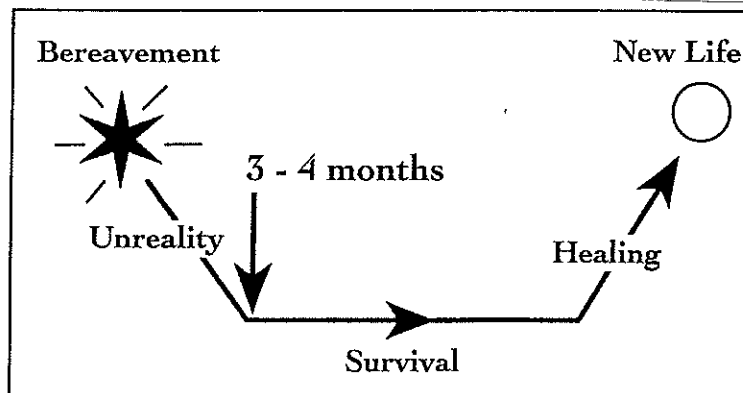 Bereavement
New Life
3 - 4 months
Unreality
Healing
Survival